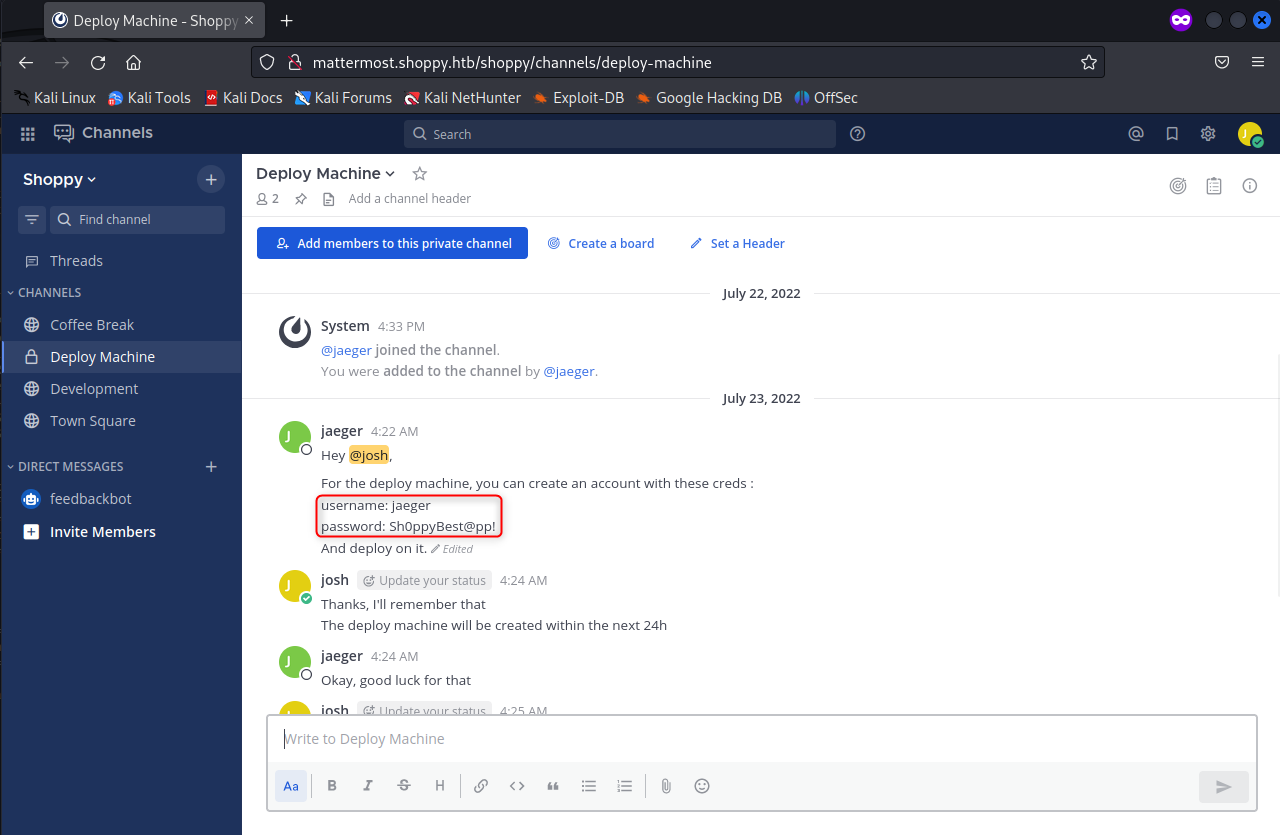 Deploy Machine - Shoppy
mattermost.shoppy.htb/shoppy/channels/deploy-machine
Kali Linux Kali Tools Kali Docs Kali Forums Kali NetHunter Exploit-DB Google Hacking DB OffSec
Channels
Search
J
Shoppy
Find channel
Threads
CHANNELS
Coffee Break
Deploy Machine
Development
Town Square
DIRECT MESSAGES
feedbackbot
Invite Members
Deploy Machine
2 Add a channel header
Add members to this private channel Create a board Set a Header
July 22, 2022
System 4:33 PM
@jaeger joined the channel.
You were added to the channel by @jaeger.
July 23, 2022
J
jaeger 4:22 AM
Hey @josh,
For the deploy machine, you can create an account with these creds :
username: jaeger
password: Sh0ppyBest@pp!
And deploy on it. Edited
J
josh Update your status 4:24 AM
Thanks, I'll remember that
The deploy machine will be created within the next 24h
J
jaeger 4:24 AM
Okay, good luck for that
josh Update your status 4:25 AM
Write to Deploy Machine
Aa B I S H